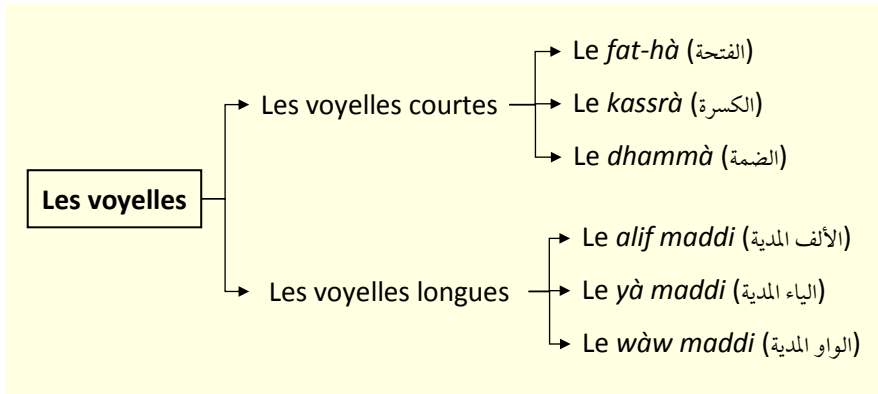 Les voyelles
Les voyelles courtes
Le fat-hà (الفتحة)
Le kassrà (الكسرة)
Le dhammà (الضمة)
Les voyelles longues
Le alif maddi (الألف المدية)
Le yà maddi (الياء المدية)
Le wàw maddi (الواو المدية)